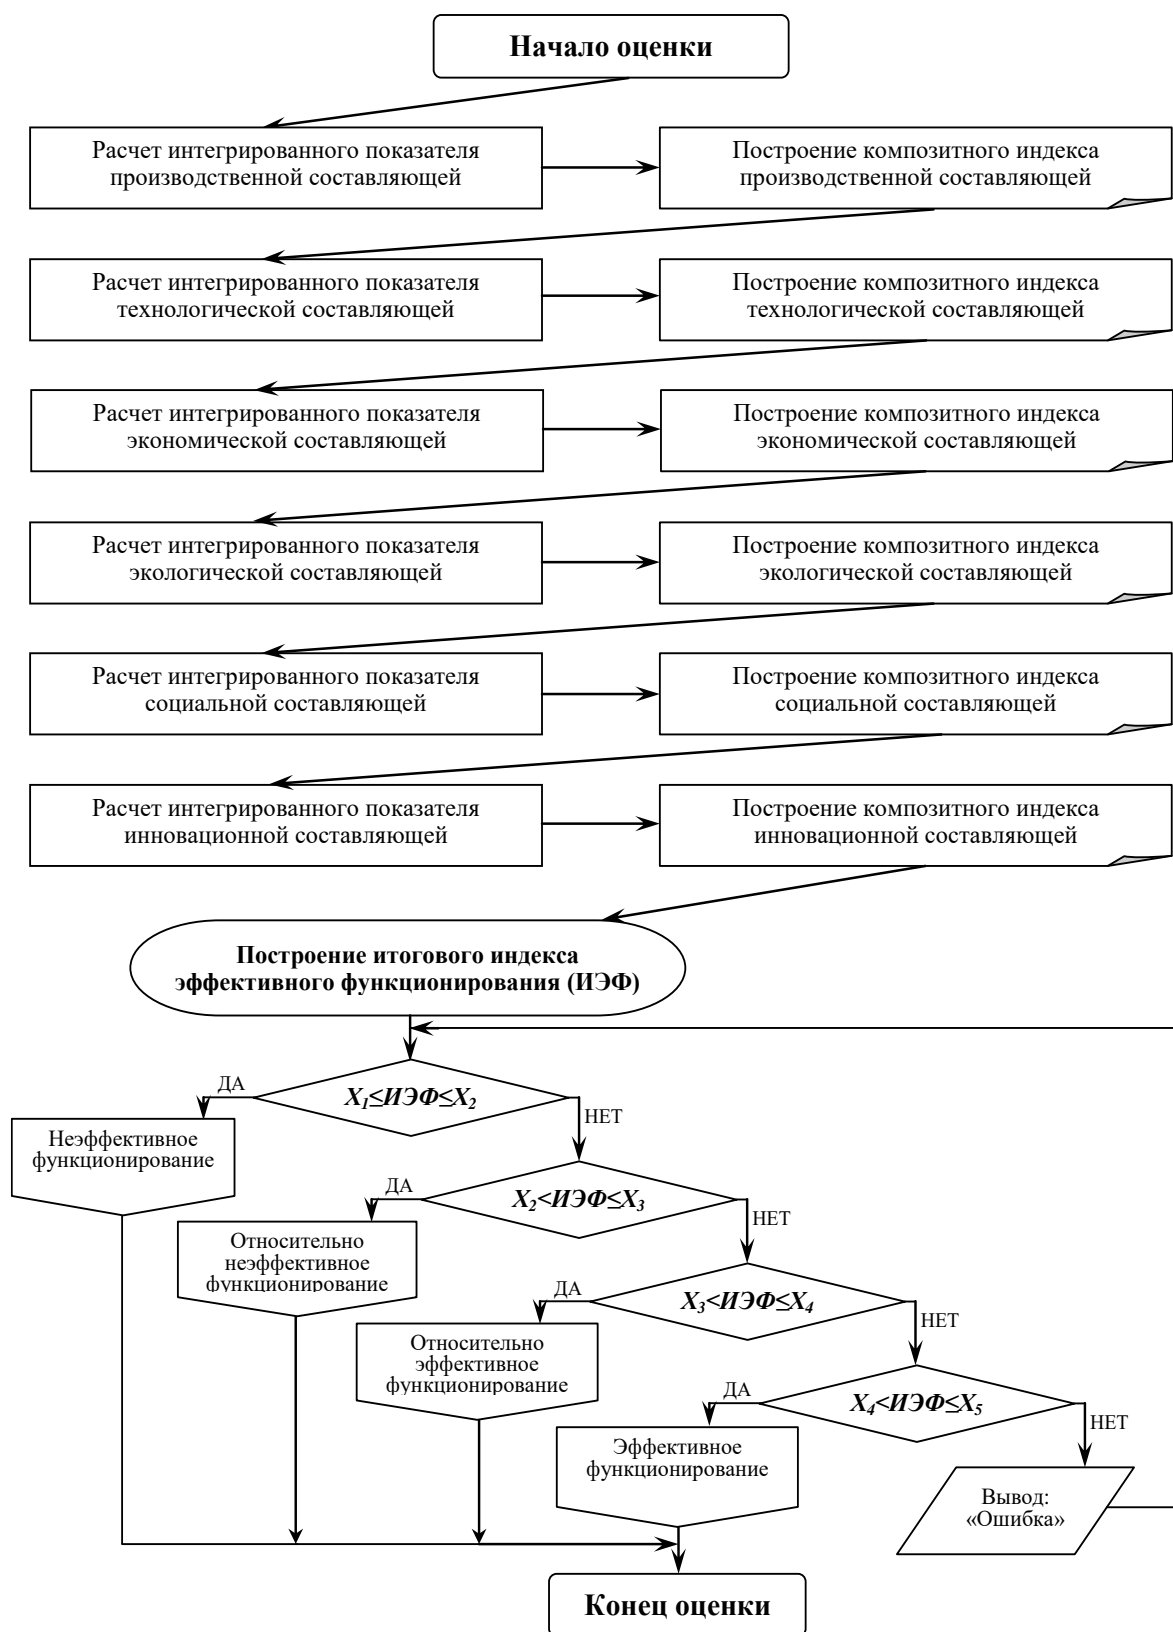 Начало оценки
Расчет интегрированного показателя
производственной составляющей
Построение композитного индекса
производственной составляющей
Расчет интегрированного показателя
технологической составляющей
Построение композитного индекса
технологической составляющей
Расчет интегрированного показателя
экономической составляющей
Построение композитного индекса
экономической составляющей
Расчет интегрированного показателя
экологической составляющей
Построение композитного индекса
экологической составляющей
Расчет интегрированного показателя
социальной составляющей
Построение композитного индекса
социальной составляющей
Расчет интегрированного показателя
инновационной составляющей
Построение композитного индекса
инновационной составляющей
Построение итогового индекса
эффективного функционирования (ИЭФ)
ДА
X₁≤ИЭФ≤X₂
НЕТ
Неэффективное
функционирование
ДА
X₂<ИЭФ≤X₃
НЕТ
Относительно
неэффективное
функционирование
ДА
X₃<ИЭФ≤X₄
НЕТ
Относительно
эффективное
функционирование
ДА
X₄<ИЭФ≤X₅
НЕТ
Эффективное
функционирование
Вывод:
«Ошибка»
Конец оценки